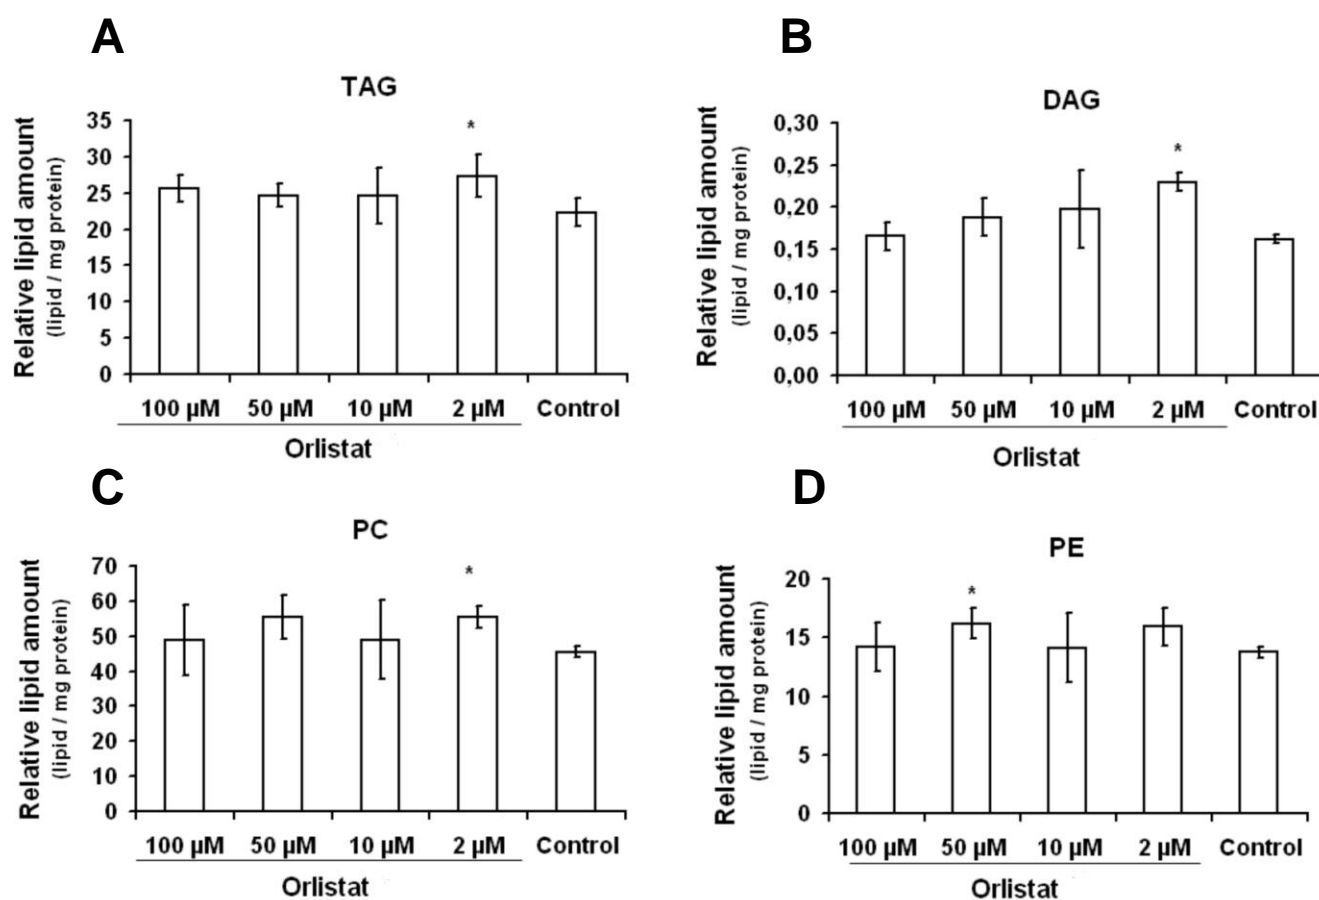 A
TAG
Relative lipid amount
(lipid / mg protein)
35
30
25
20
15
10
5
0
*
100 µM 50 µM 10 µM 2 µM Control
Orlistat
B
DAG
Relative lipid amount
(lipid / mg protein)
0,30
0,25
0,20
0,15
0,10
0,05
0,00
*
100 µM 50 µM 10 µM 2 µM Control
Orlistat
C
PC
Relative lipid amount
(lipid / mg protein)
70
60
50
40
30
20
10
0
*
100 µM 50 µM 10 µM 2 µM Control
Orlistat
D
PE
Relative lipid amount
(lipid / mg protein)
20
15
10
5
0
*
100 µM 50 µM 10 µM 2 µM Control
Orlistat